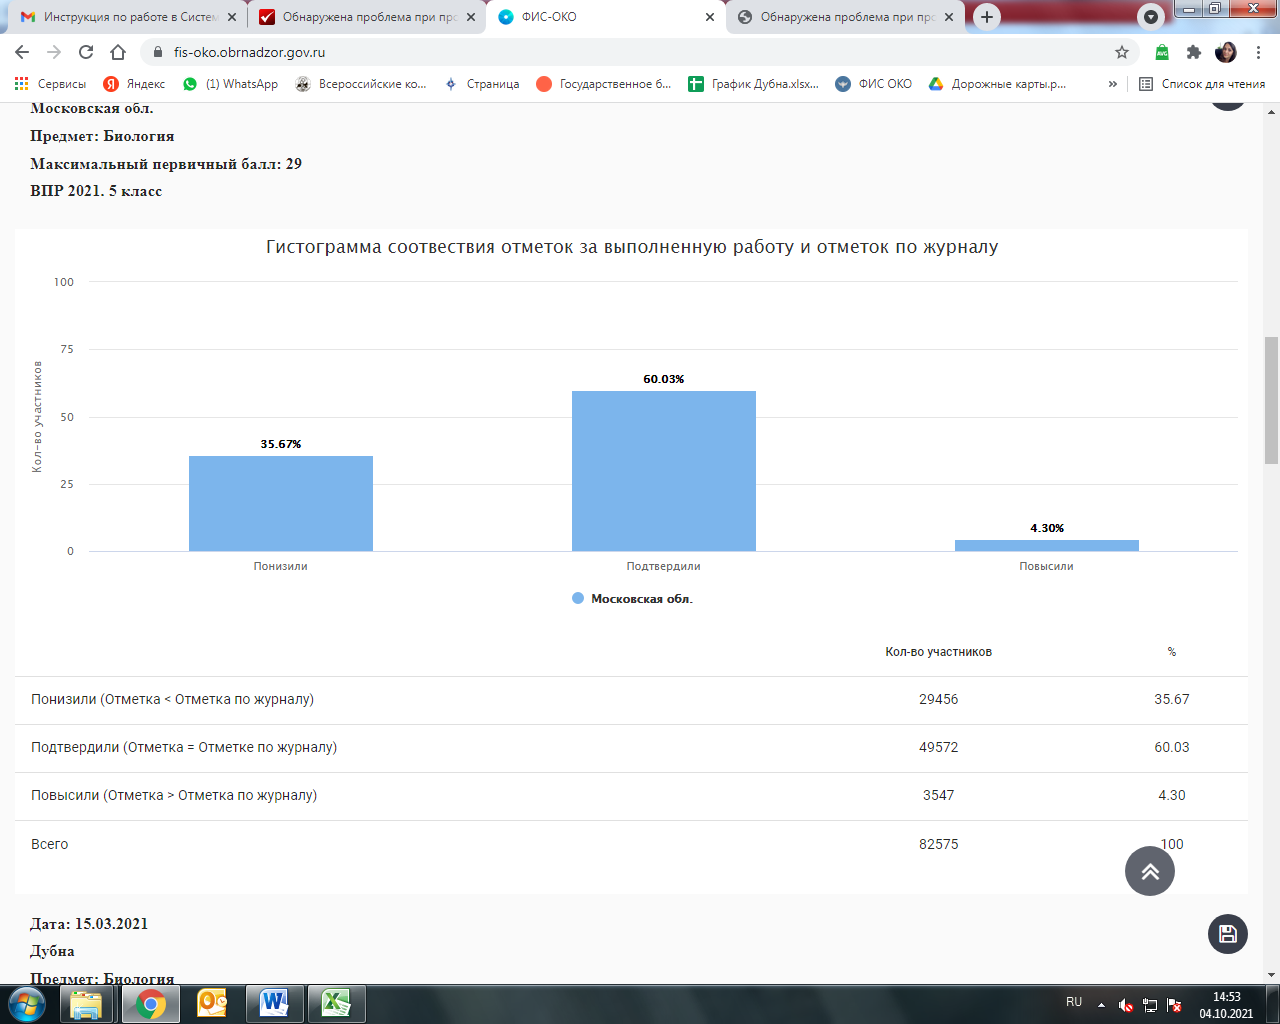 Инструкция по работе в Систем
Обнаружена проблема при про
ФИС-ОКО
Обнаружена проблема при про
fis-oko.obrnadzor.gov.ru
Сервисы
Яндекс
(1) WhatsApp
Всероссийские ко...
Страница
Государственное б...
График Дубна.xlsx...
ФИС ОКО
Дорожные карты.р...
»
Список для чтения
Московская обл.
Предмет: Биология
Максимальный первичный балл: 29
ВПР 2021. 5 класс
Гистограмма соотвествия отметок за выполненную работу и отметок по журналу
Кол-во участников
100
75
50
25
0
35.67%
60.03%
4.30%
Понизили
Подтвердили
Повысили
Московская обл.
Кол-во участников %
Понизили (Отметка < Отметка по журналу) 29456 35.67
Подтвердили (Отметка = Отметке по журналу) 49572 60.03
Повысили (Отметка > Отметка по журналу) 3547 4.30
Всего 82575 100
Дата: 15.03.2021
Дубна
Предмет: Биология
RU
14:53
04.10.2021